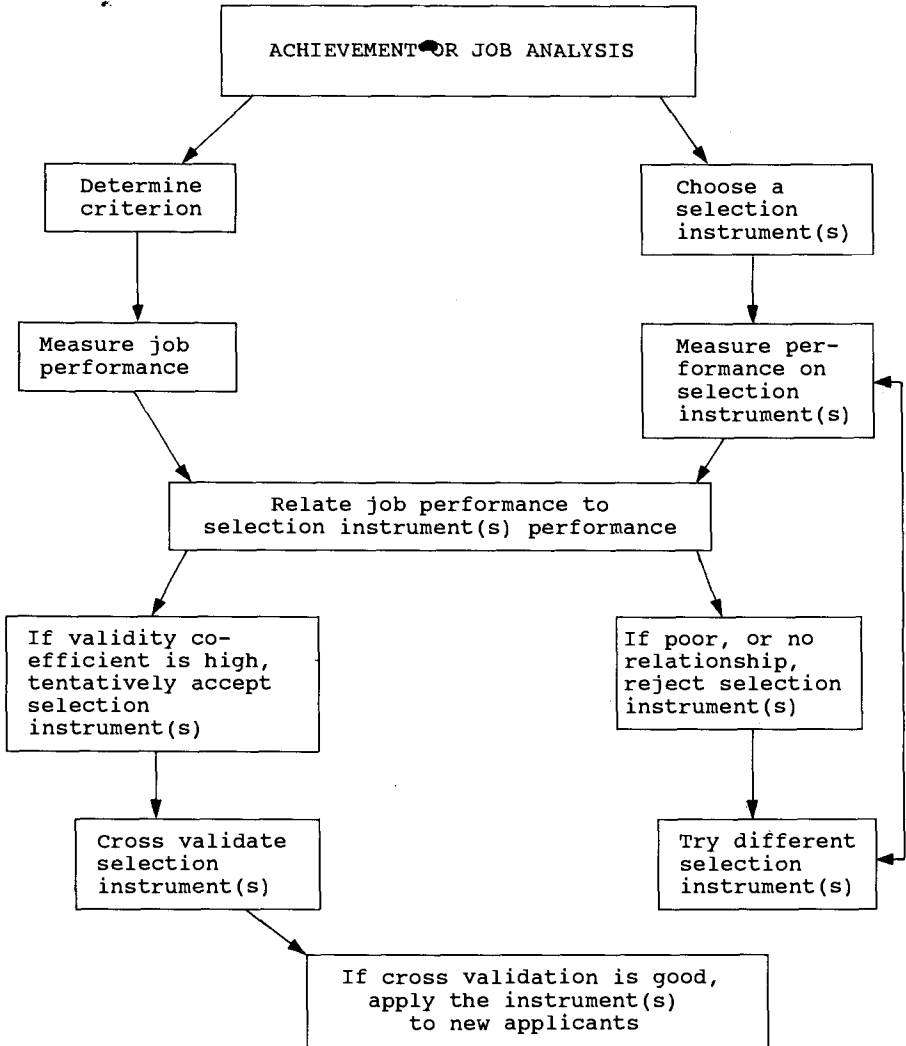 ACHIEVEMENT OR JOB ANALYSIS
Determine
criterion
Choose a
selection
instrument(s)
Measure job
performance
Measure per-
formance on
selection
instrument(s)
Relate job performance to
selection instrument(s) performance
If validity co-
efficient is high,
tentatively accept
selection
instrument(s)
If poor, or no
relationship,
reject selection
instrument(s)
Cross validate
selection
instrument(s)
Try different
selection
instrument(s)
If cross validation is good,
apply the instrument(s)
to new applicants